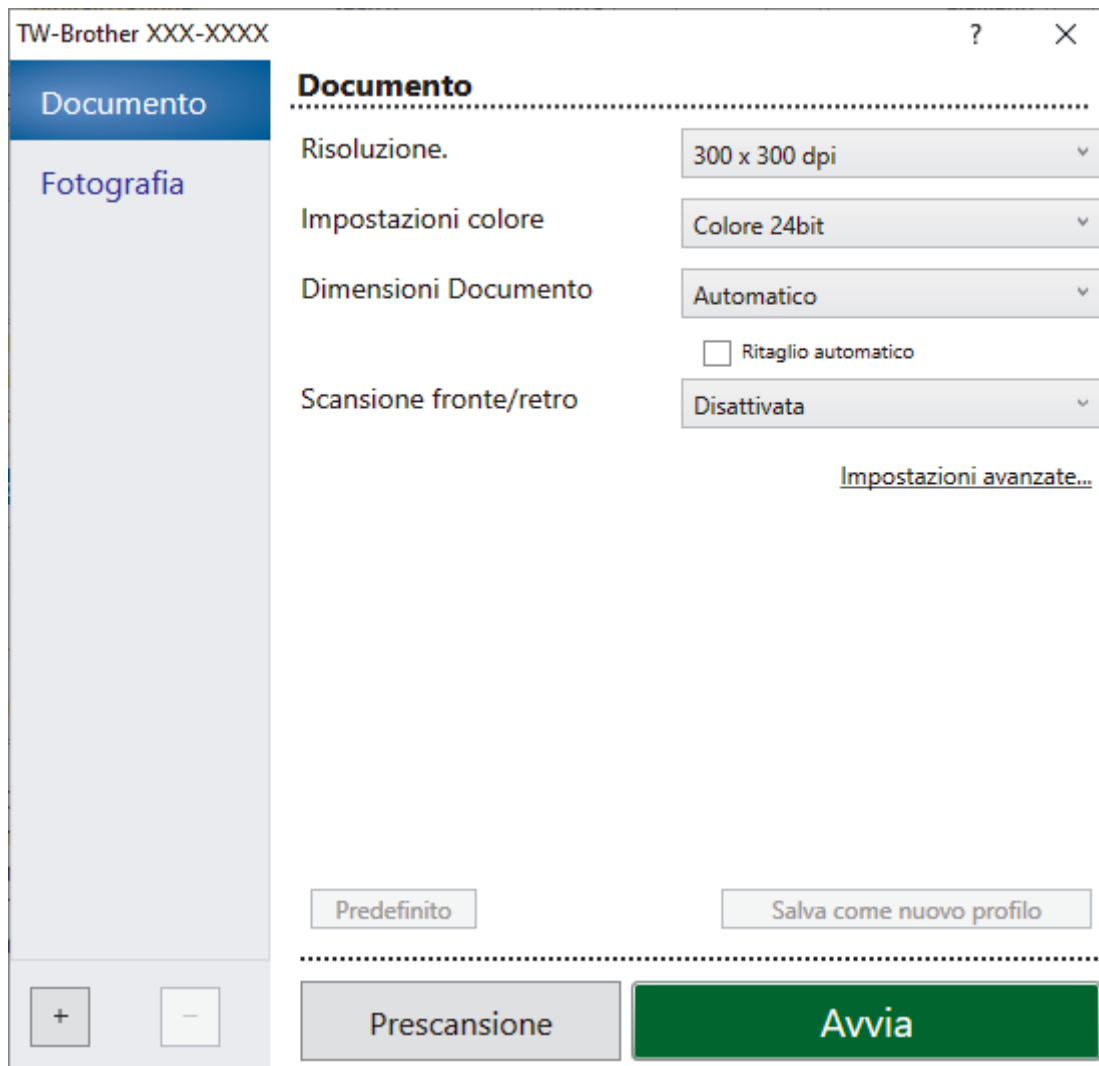 TW-Brother XXX-XXXX ?
Documento
Fotografia
Documento
Risoluzione. 300 x 300 dpi
Impostazioni colore Colore 24bit
Dimensioni Documento Automatico
Ritaglio automatico
Scansione fronte/retro Disattivata
Impostazioni avanzate...
Predefinito Salva come nuovo profilo
+ − Prescansione Avvia